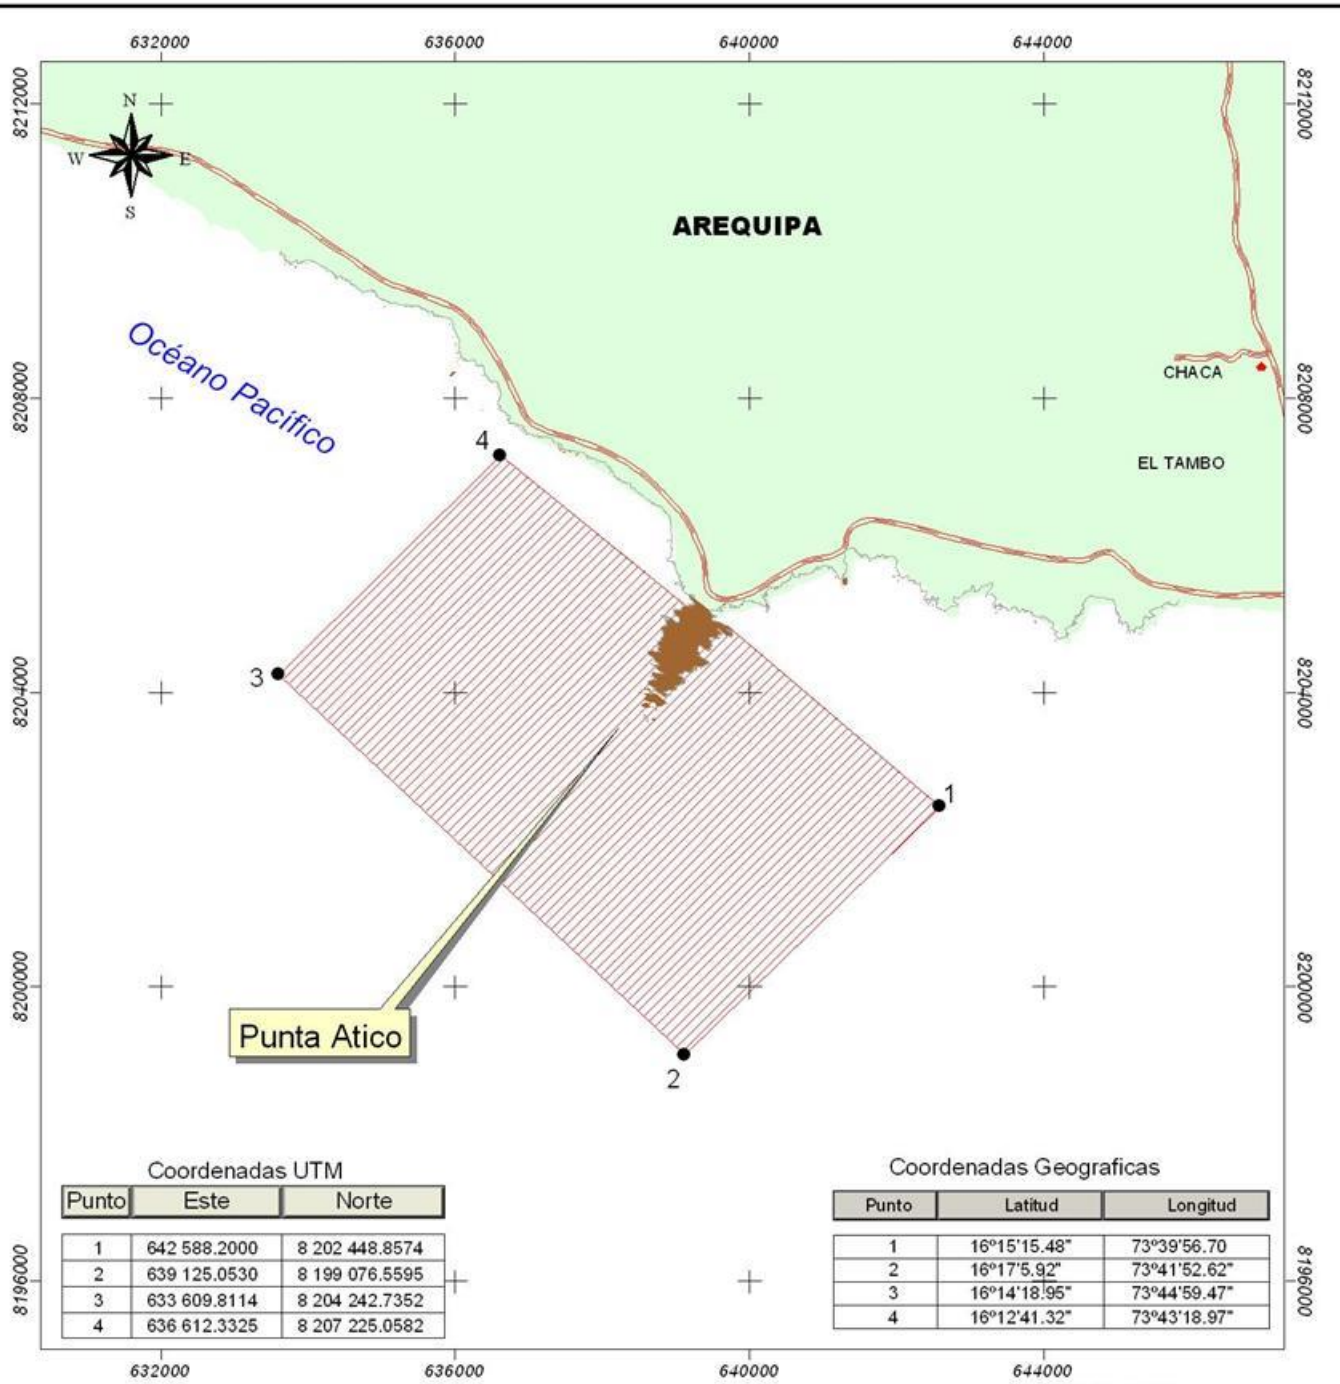 632000 636000 640000 644000
8212000 8212000
N
W E
S
AREQUIPA
Océano Pacífico
CHACA
8208000 8208000
4
EL TAMBO
3
8204000 8204000
1
8200000 8200000
Punta Atico
2
Coordenadas UTM
Punto Este Norte
1 642 588.2000 8 202 448.8574
2 639 125.0530 8 199 076.5595
3 633 609.8114 8 204 242.7352
4 636 612.3325 8 207 225.0582
Coordenadas Geograficas
Punto Latitud Longitud
1 16º15'15.48" 73º39'56.70
2 16º17'5.92" 73º41'52.62"
3 16º14'18.95" 73º44'59.47"
4 16º12'41.32" 73º43'18.97"
8196000 8196000
632000 636000 640000 644000